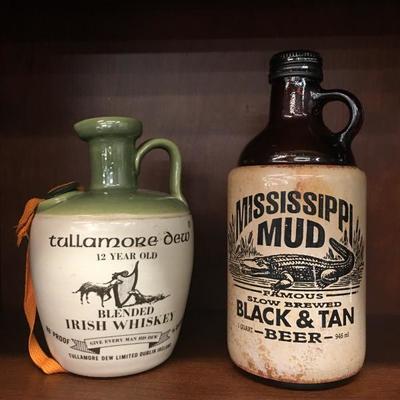 tullamore dew
12 YEAR OLD
BLENDED
IRISH WHISKEY
PROOF
GIVE EVERY MAN HIS DEW
TULLAMORE DEW LIMITED DUBLIN IRELAND
MISSISSIPPI
MUD
FAMOUS
SLOW BREWED
BLACK & TAN
1 QUART BEER 946 ml